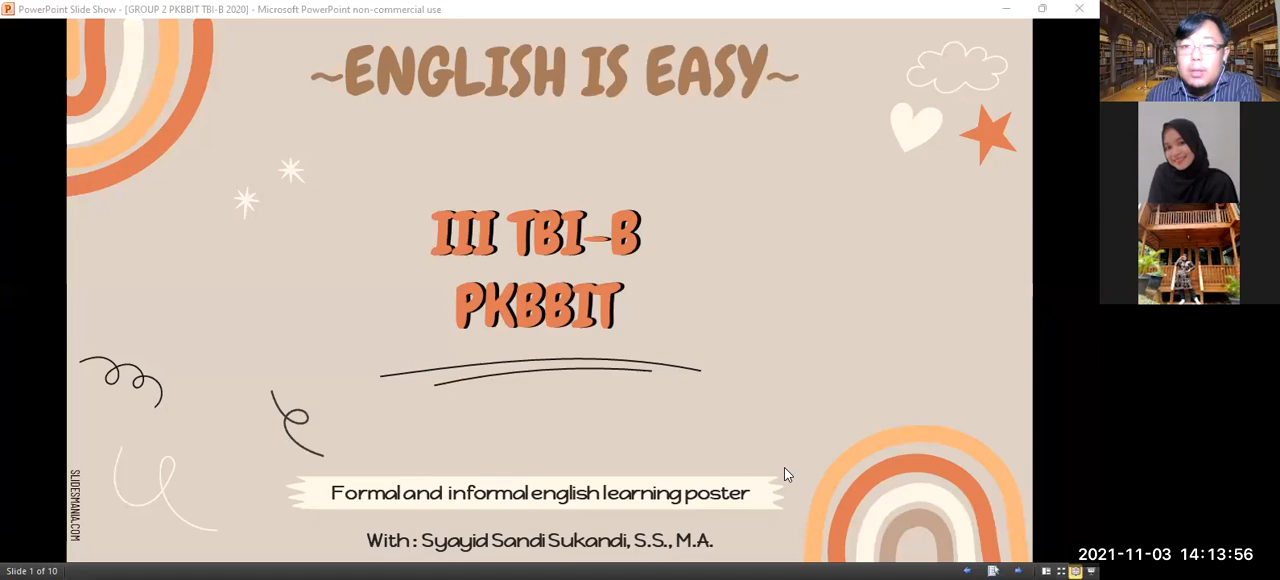 PowerPoint Slide Show - [GROUP 2 PKBBIT TBI-B 2020] - Microsoft PowerPoint non-commercial use
~ENGLISH IS EASY~
III TBI-B
PKBBIT
SLIDESMANIA.COM
Formal and informal english learning poster
With : Syayid Sandi Sukandi, S.S., M.A.
2021-11-03 14:13:56
Slide 1 of 10